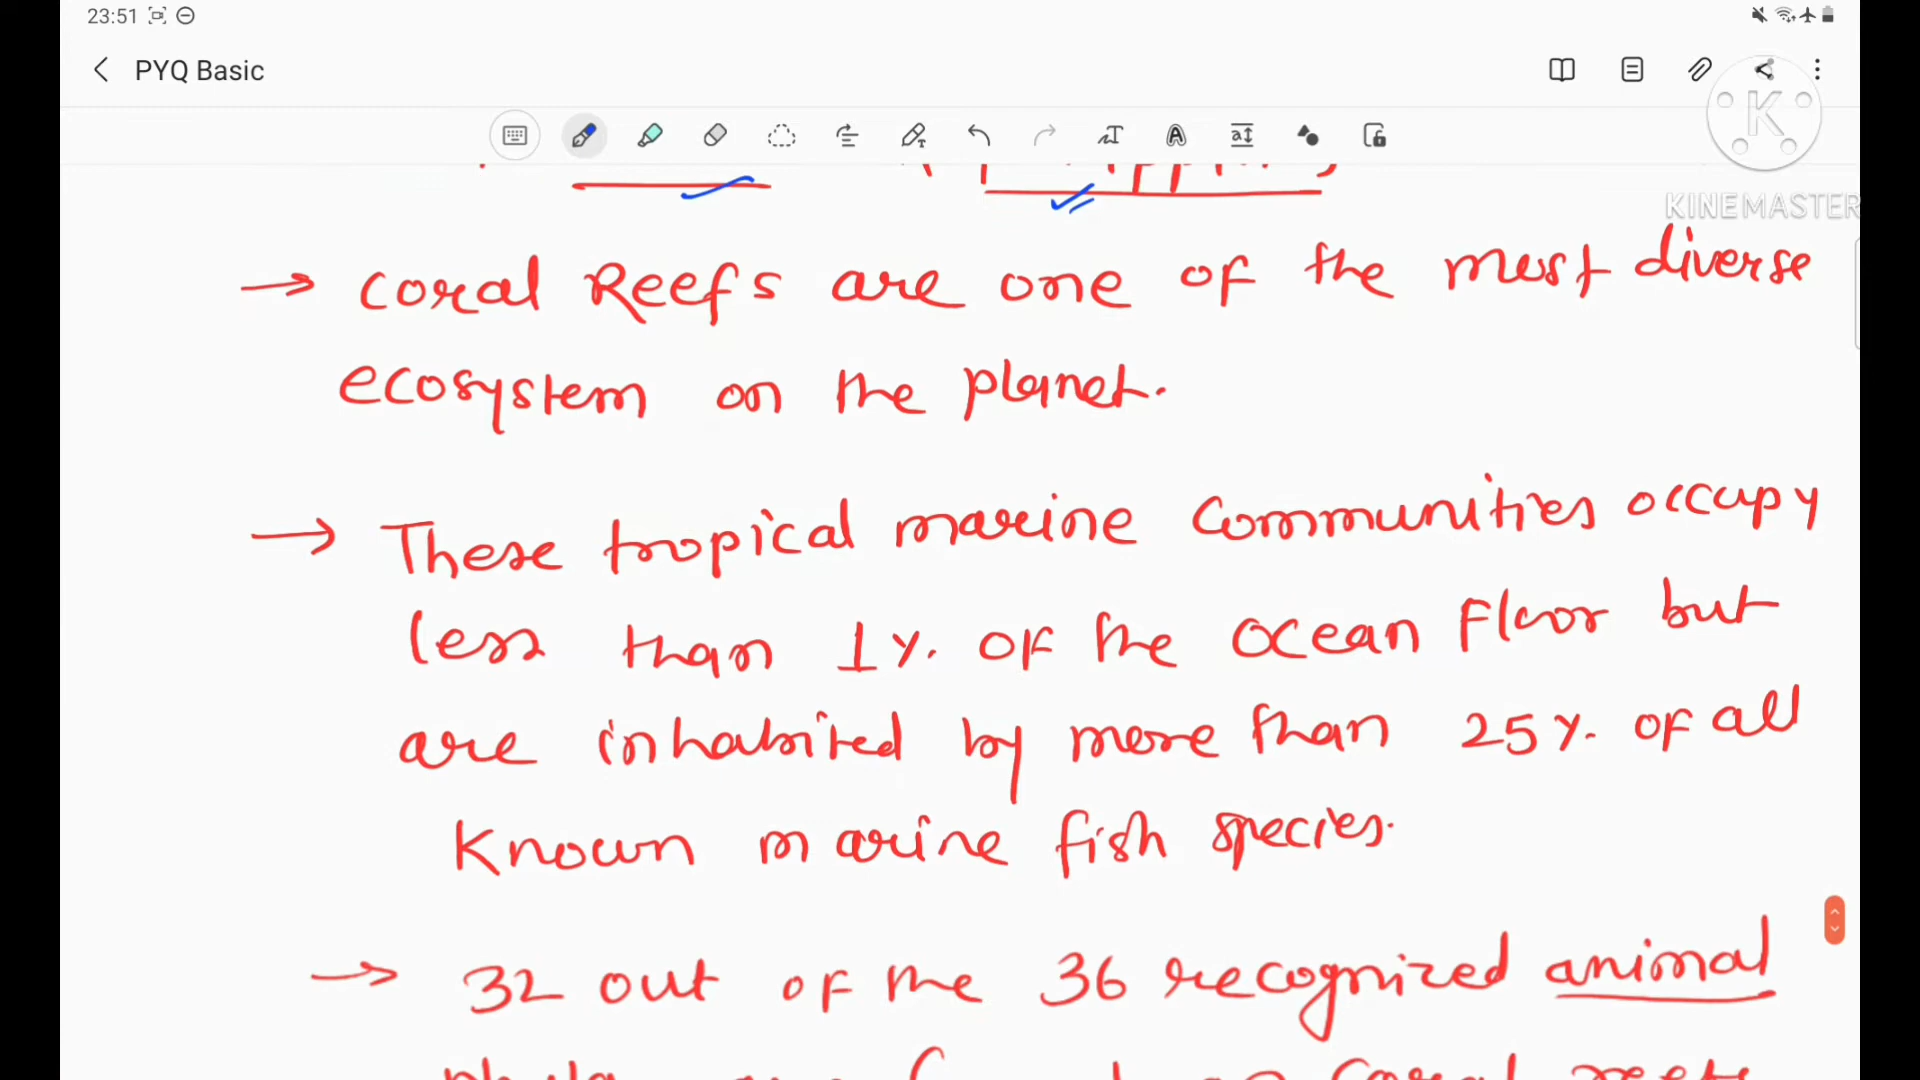 23:51
PYQ Basic
KINEMASTER
→ Coral Reefs are one of the most diverse
ecosystem on the planet.
→ These tropical marine Communities occupy
less than 1%. of the ocean Floor but
are inhabited by more than 25%. of all
Known marine fish species.
→ 32 out of the 36 recognized animal
coral reefs